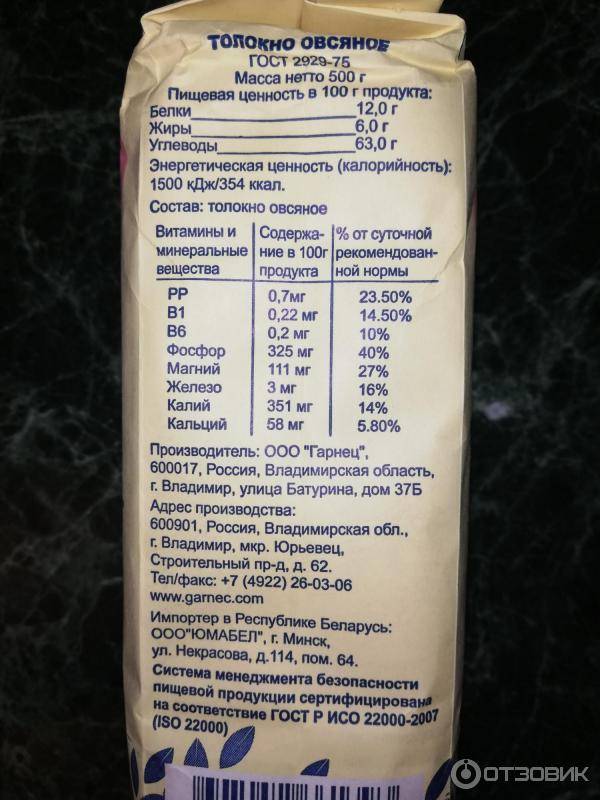 ТОЛОКНО ОВСЯНОЕ
ГОСТ 2929-75
Масса нетто 500 г
Пищевая ценность в 100 г продукта:
Белки 12,0 г
Жиры 6,0 г
Углеводы 63,0 г
Энергетическая ценность (калорийность):
1500 кДж/354 ккал.
Состав: толокно овсяное
Витамины и Содержа- % от суточной
минеральные ние в 100г рекомендован-
вещества продукта ной нормы
РР 0,7мг 23.50%
В1 0,22 мг 14.50%
В6 0,2 мг 10%
Фосфор 325 мг 40%
Магний 111 мг 27%
Железо 3 мг 16%
Калий 351 мг 14%
Кальций 58 мг 5.80%
Производитель: ООО "Гарнец",
600017, Россия, Владимирская область,
г. Владимир, улица Батурина, дом 37Б
Адрес производства:
600901, Россия, Владимирская обл.,
г. Владимир, мкр. Юрьевец,
Строительный пр-д, д. 62.
Тел/факс: +7 (4922) 26-03-06
www.garnec.com
Импортер в Республике Беларусь:
ООО"ЮМАБЕЛ", г. Минск,
ул. Некрасова, д.114, пом. 64.
Система менеджмента безопасности
пищевой продукции сертифицирована
на соответствие ГОСТ Р ИСО 22000-2007
(ISO 22000)
ОТЗОВИК